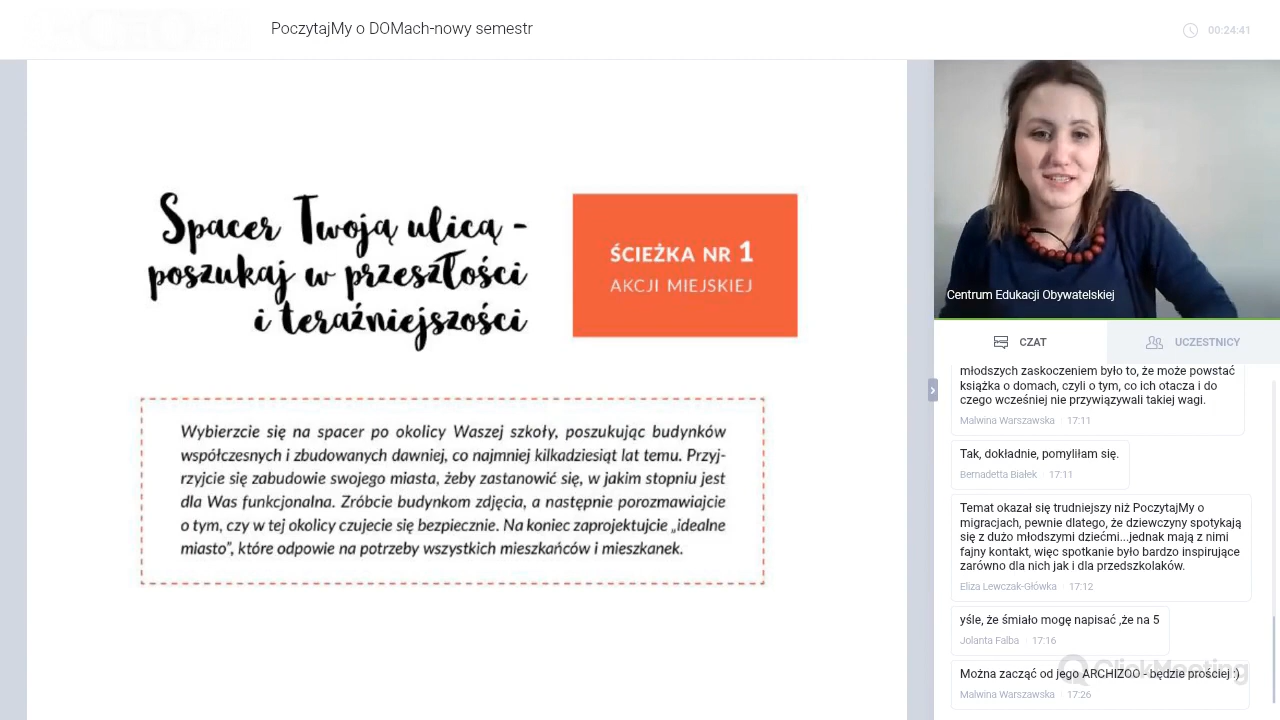 PoczytajMy o DOMach-nowy semestr
00:24:41
Spacer Twoją ulicą -
poszukaj w przeszłości
i teraźniejszości
ŚCIEŻKA NR 1
AKCJI MIEJSKIEJ
Wybierzcie się na spacer po okolicy Waszej szkoły, poszukując budynków
współczesnych i zbudowanych dawniej, co najmniej kilkadziesiąt lat temu. Przyj-
rzyjcie się zabudowie swojego miasta, żeby zastanowić się, w jakim stopniu jest
dla Was funkcjonalna. Zróbcie budynkom zdjęcia, a następnie porozmawiajcie
o tym, czy w tej okolicy czujecie się bezpiecznie. Na koniec zaprojektujcie „idealne
miasto”, które odpowie na potrzeby wszystkich mieszkańców i mieszkanek.
Centrum Edukacji Obywatelskiej
CZAT
UCZESTNICY
młodszych zaskoczeniem było to, że może powstać
książka o domach, czyli o tym, co ich otacza i do
czego wcześniej nie przywiązywali takiej wagi.
Malwina Warszawska 17:11
Tak, dokładnie, pomyliłam się.
Bernadetta Białek 17:11
Temat okazał się trudniejszy niż PoczytajMy o
migracjach, pewnie dlatego, że dziewczyny spotykają
się z dużo młodszymi dziećmi...jednak mają z nimi
fajny kontakt, więc spotkanie było bardzo inspirujące
zarówno dla nich jak i dla przedszkolaków.
Eliza Lewczak-Główka 17:12
yśle, że śmiało mogę napisać ,że na 5
Jolanta Falba 17:16
ClickMeeting
Można zacząć od jego ARCHIZOO - będzie prościej :)
Malwina Warszawska 17:26